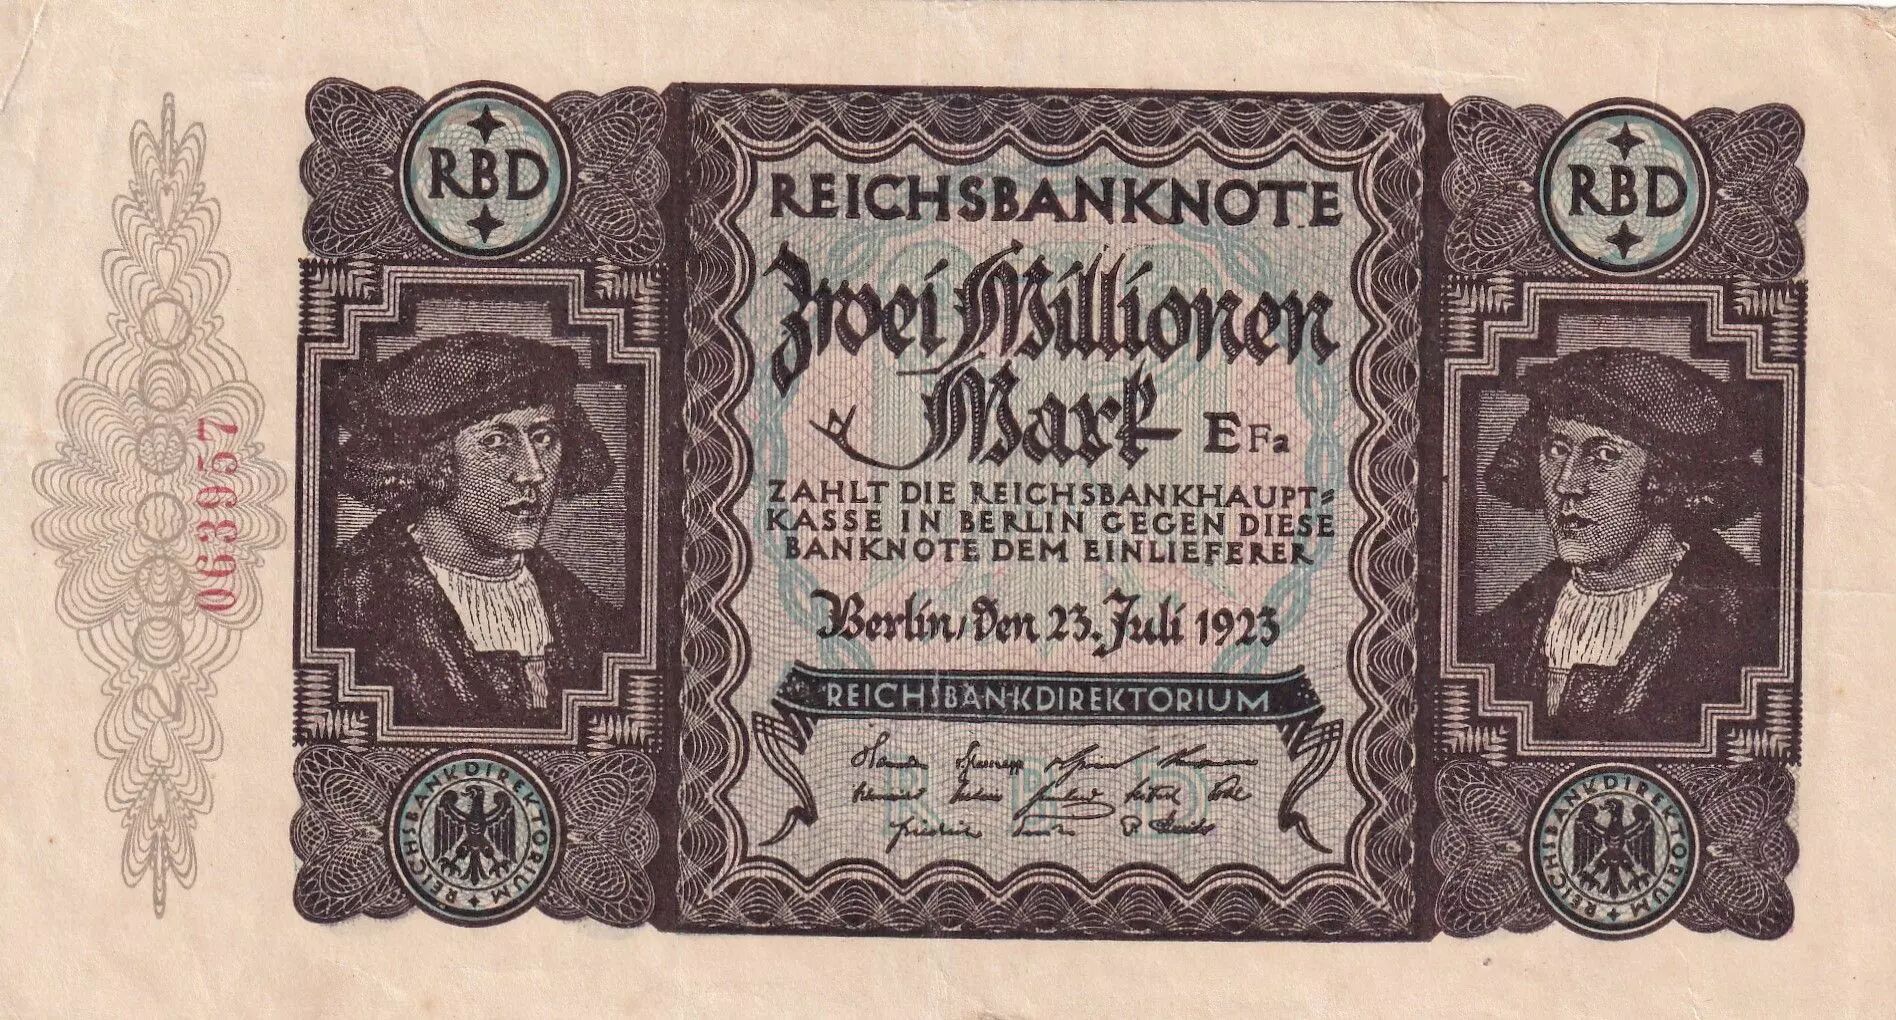 RBD
RBD
REICHSBANKNOTE
Zwei Millionen
Mark EF2
ZAHLT DIE REICHSBANKHAUPT=
KASSE IN BERLIN GEGEN DIESE
BANKNOTE DEM EINLIEFERER
Berlin, den 23. Juli 1923
REICHSBANKDIREKTORIUM
063957
REICHSBANKDIREKTORIUM
REICHSBANKDIREKTORIUM